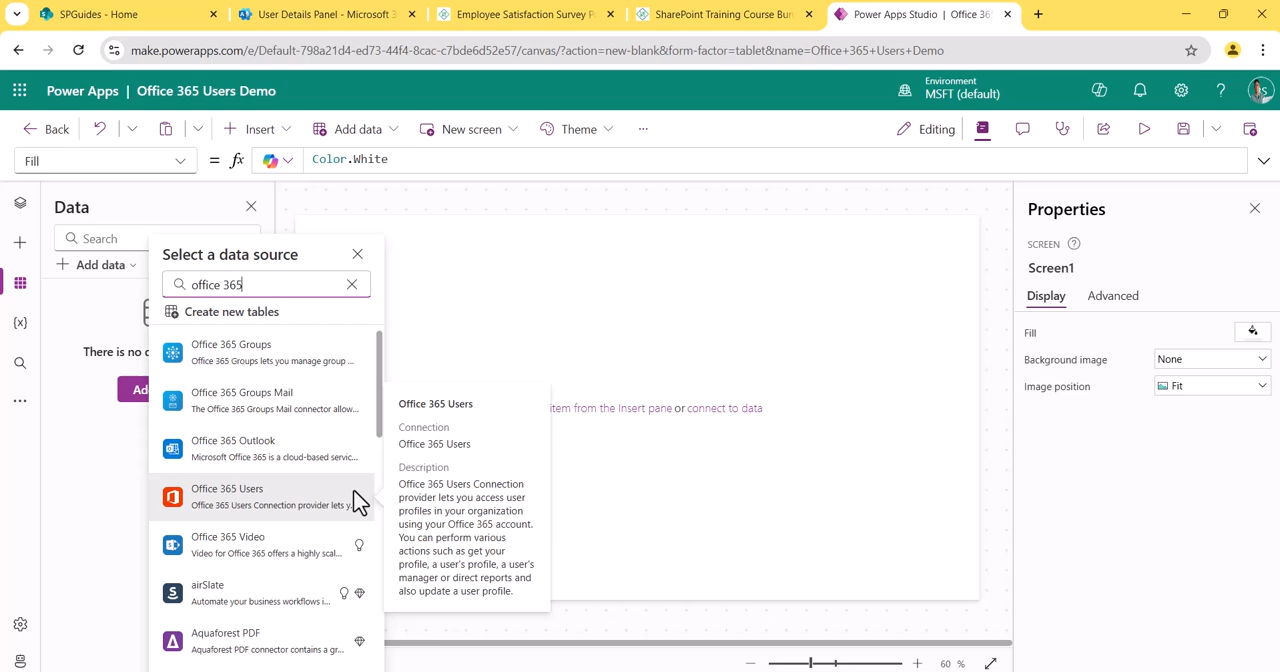 SPGuides - Home
User Details Panel - Microsoft 3
Employee Satisfaction Survey P
SharePoint Training Course Bun
Power Apps Studio | Office 36
make.powerapps.com/e/Default-798a21d4-ed73-44f4-8cac-c7bde6d52e57/canvas/?action=new-blank&form-factor=tablet&name=Office+365+Users+Demo
Power Apps | Office 365 Users Demo
Environment
MSFT (default)
Back
Insert
Add data
New screen
Theme
Editing
Fill
= fx
Color.White
Data
Search
Add data
There is no d
Ad
Select a data source
office 365
Create new tables
Office 365 Groups
Office 365 Groups lets you manage group ...
Office 365 Groups Mail
The Office 365 Groups Mail connector allow...
Office 365 Outlook
Microsoft Office 365 is a cloud-based servic...
Office 365 Users
Office 365 Users Connection provider lets y...
Office 365 Video
Video for Office 365 offers a highly scal...
airSlate
Automate your business workflows i...
Aquaforest PDF
Aquaforest PDF connector contains a gr...
Office 365 Users
Connection
Office 365 Users
Description
Office 365 Users Connection
provider lets you access user
profiles in your organization
using your Office 365 account.
You can perform various
actions such as get your
profile, a user's profile, a user's
manager or direct reports and
also update a user profile.
item from the Insert pane or connect to data
Properties
SCREEN
Screen1
Display
Advanced
Fill
Background image
None
Image position
Fit
60 %